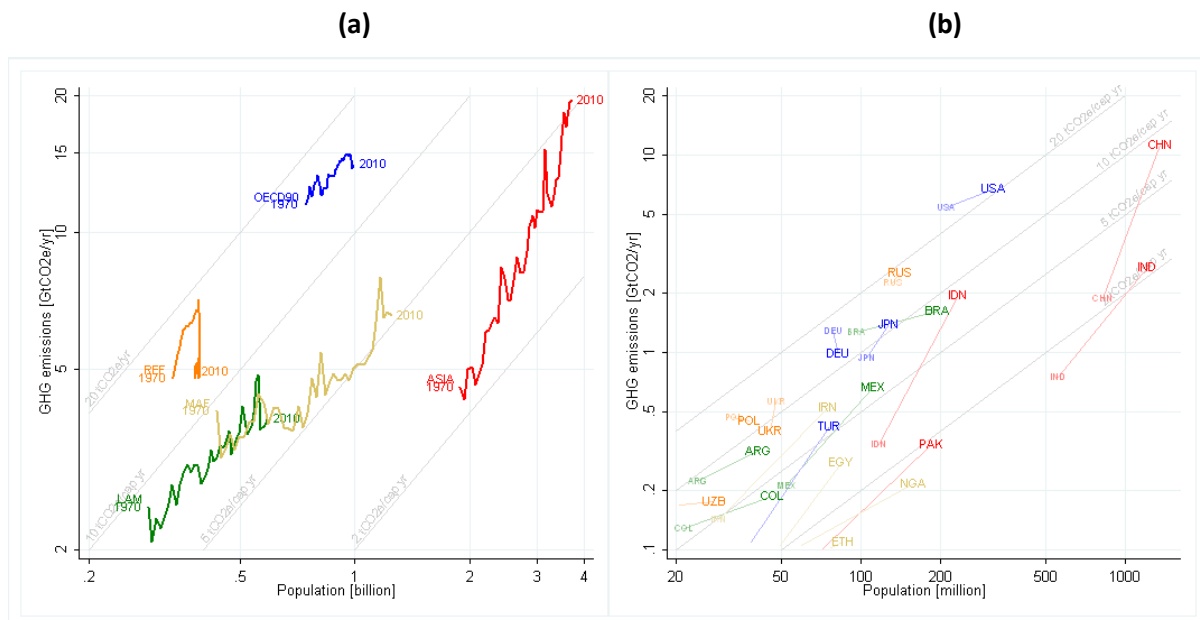 (a)
(b)
GHG emissions [GtCO2e/yr]
20
15
10
5
2
.2
.5
1
2
3
4
Population [billion]
20 tCO2e/yr
10 tCO2e/cap yr
5 tCO2e/cap yr
2 tCO2e/cap yr
OECD90
1970
2010
REF
1970
2010
MAF
1970
2010
LAM
1970
2010
ASIA
1970
2010
GHG emissions [GtCO2/yr]
20
10
5
2
1
.5
.2
.1
20
50
100
200
500
1000
Population [million]
20 tCO2e/cap yr
10 tCO2e/cap yr
5 tCO2e/cap yr
tCO2e/cap yr
CHN
USA
USA
RUS
RUS
IND
CHN
IDN
BRA
JPN
DEU
BRA
DEU
JPN
IND
MEX
UKR
IRN
POL
POL
UKR
TUR
IDN
PAK
ARG
EGY
ARG
MEX
NGA
UZB
COL
COL
ETH